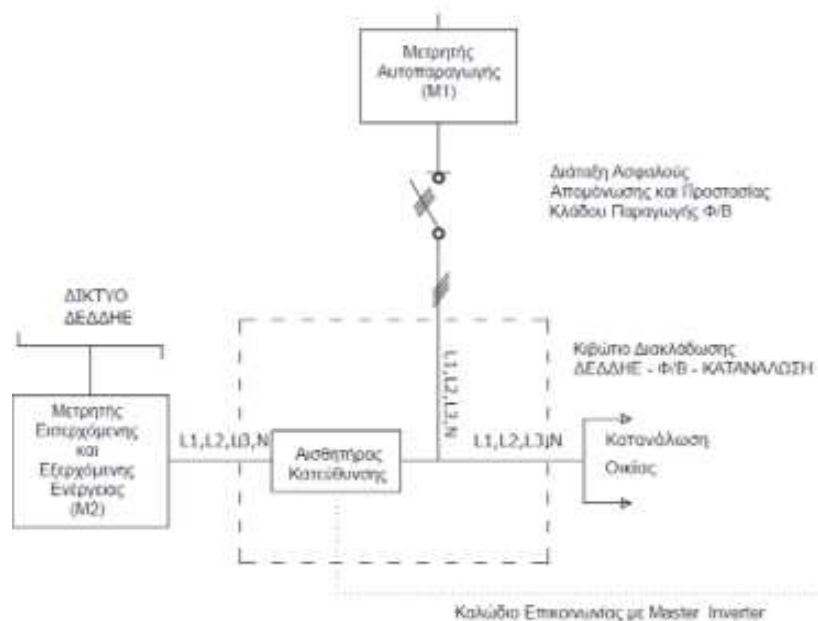 Μετρητής
Αυτοπαραγωγής
(Μ1)
Διάταξη Ασφαλούς
Απομόνωσης και Προστασίας
Κλάδου Παραγωγής Φ/Β
ΔΙΚΤΥΟ
ΔΕΔΔΗΕ
Κιβώτιο Διακλάδωσης
ΔΕΔΔΗΕ - Φ/Β - ΚΑΤΑΝΑΛΩΣΗ
L1,L2,L3,N
Μετρητής
Εισερχόμενης
και
Εξερχόμενης
Ενέργειας
(Μ2)
L1,L2,L3,N
Αισθητήρας
Κατεύθυνσης
L1,L2,L3,N
Κατανάλωση
Οικίας
Καλώδιο Επικοινωνίας με Master Inverter